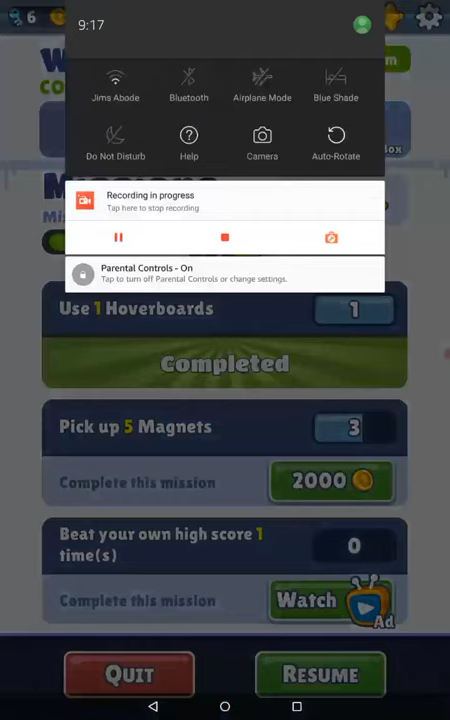 6
9:17
W
m
CO
Jims Abode
Bluetooth
Airplane Mode
Blue Shade
ox
Do Not Disturb
Help
Camera
Auto-Rotate
Recording in progress
Tap here to stop recording
Parental Controls - On
Tap to turn off Parental Controls or change settings.
Use 1 Hoverboards
1
Completed
Pick up 5 Magnets
3
Complete this mission
2000
Beat your own high score 1
time(s)
0
Complete this mission
Watch
Ad
QUIT
RESUME